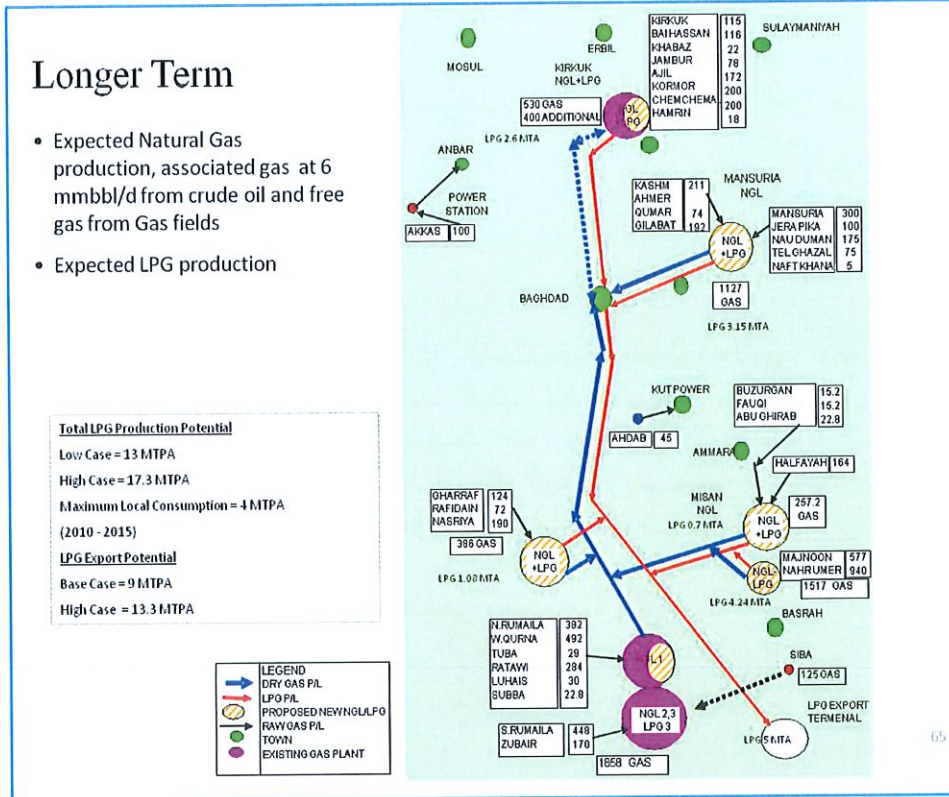 Longer Term
• Expected Natural Gas
production, associated gas at 6
mmbbl/d from crude oil and free
gas from Gas fields
• Expected LPG production
Total LPG Production Potential
Low Case = 13 MTPA
High Case = 17.3 MTPA
Maximum Local Consumption = 4 MTPA
(2010 - 2015)
LPG Export Potential
Base Case = 9 MTPA
High Case = 13.3 MTPA
LEGEND
DRY GAS P/L
LPG P/L
PROPOSED NEW NGL/LPG
RAW GAS P/L
TOWN
EXISTING GAS PLANT
MOSUL
ERBIL
SULAYMANIYAH
KIRKUK
NGL+LPG
KIRKUK 115
BAI HASSAN 116
KHABAZ 22
JAMBUR 78
AJIL 172
KORMOR 200
CHEMCHEMA 200
HAMRIN 18
530 GAS
400 ADDITIONAL
LPG 2.6 MTA
ANBAR
POWER
STATION
AKKAS 100
MANSURIA
NGL
KASHM 211
AHMER
QUMAR 74
GILABAT 192
NGL
+LPG
MANSURIA 300
JERA PIKA 100
NAU DUMAN 175
TEL GHAZAL 75
NAFT KHANA 5
1127
GAS
LPG 3.15 MTA
BAGHDAD
KUT POWER
AHDAB 45
BUZURGAN 15.2
FAUQI 15.2
ABU GHIRAB 22.8
AMMARA
HALFAYAH 164
MISAN
NGL
LPG 0.7 MTA
NGL
+LPG
257.2
GAS
GHARRAF 124
RAFIDAIN 72
NASRIYA 190
386 GAS
NGL
+LPG
LPG 1.08 MTA
NGL
LPG
MAJNOON 577
NAHRUMER 940
1517 GAS
LPG 4.24 MTA
BASRAH
N.RUMAILA 382
W.QURNA 492
TUBA 29
RATAWI 284
LUHAIS 30
SUBBA 22.8
SIBA
125 GAS
NGL 2,3
LPG 3
S.RUMAILA 448
ZUBAIR 170
1858 GAS
LPG EXPORT
TERMENAL
LPG 5 MTA
65